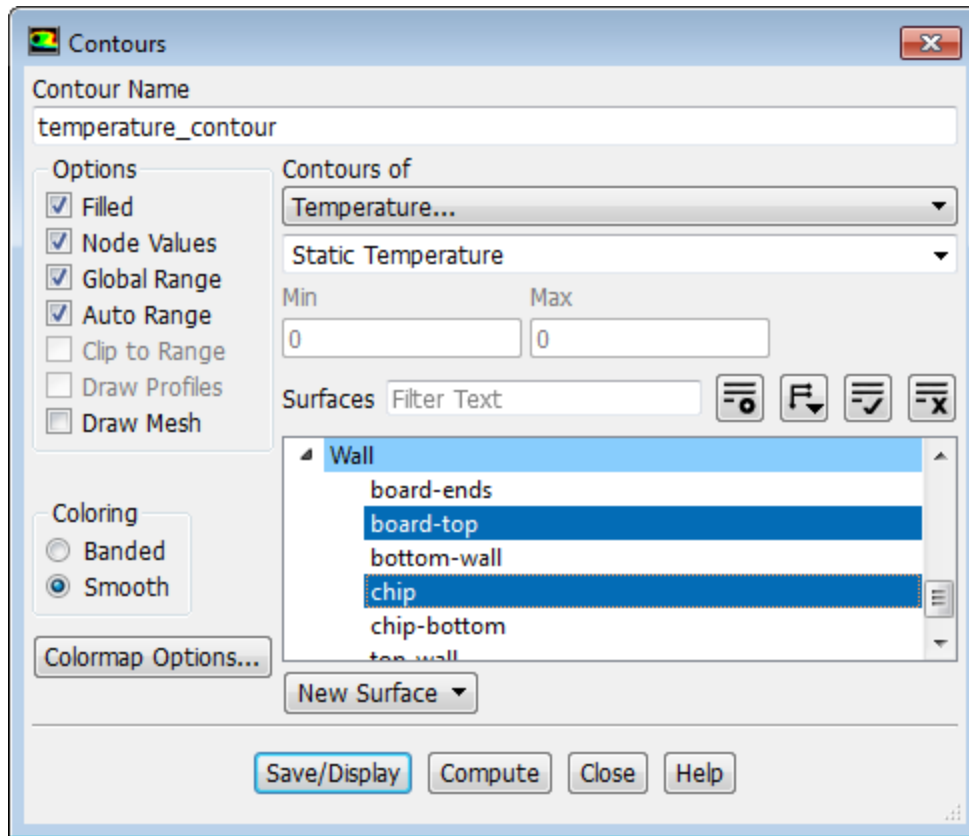 Contours
Contour Name
temperature_contour
Options
Filled
Node Values
Global Range
Auto Range
Clip to Range
Draw Profiles
Draw Mesh
Coloring
Banded
Smooth
Colormap Options...
Contours of
Temperature...
Static Temperature
Min Max
0 0
Surfaces Filter Text
Wall
board-ends
board-top
bottom-wall
chip
chip-bottom
top-wall
New Surface
Save/Display Compute Close Help